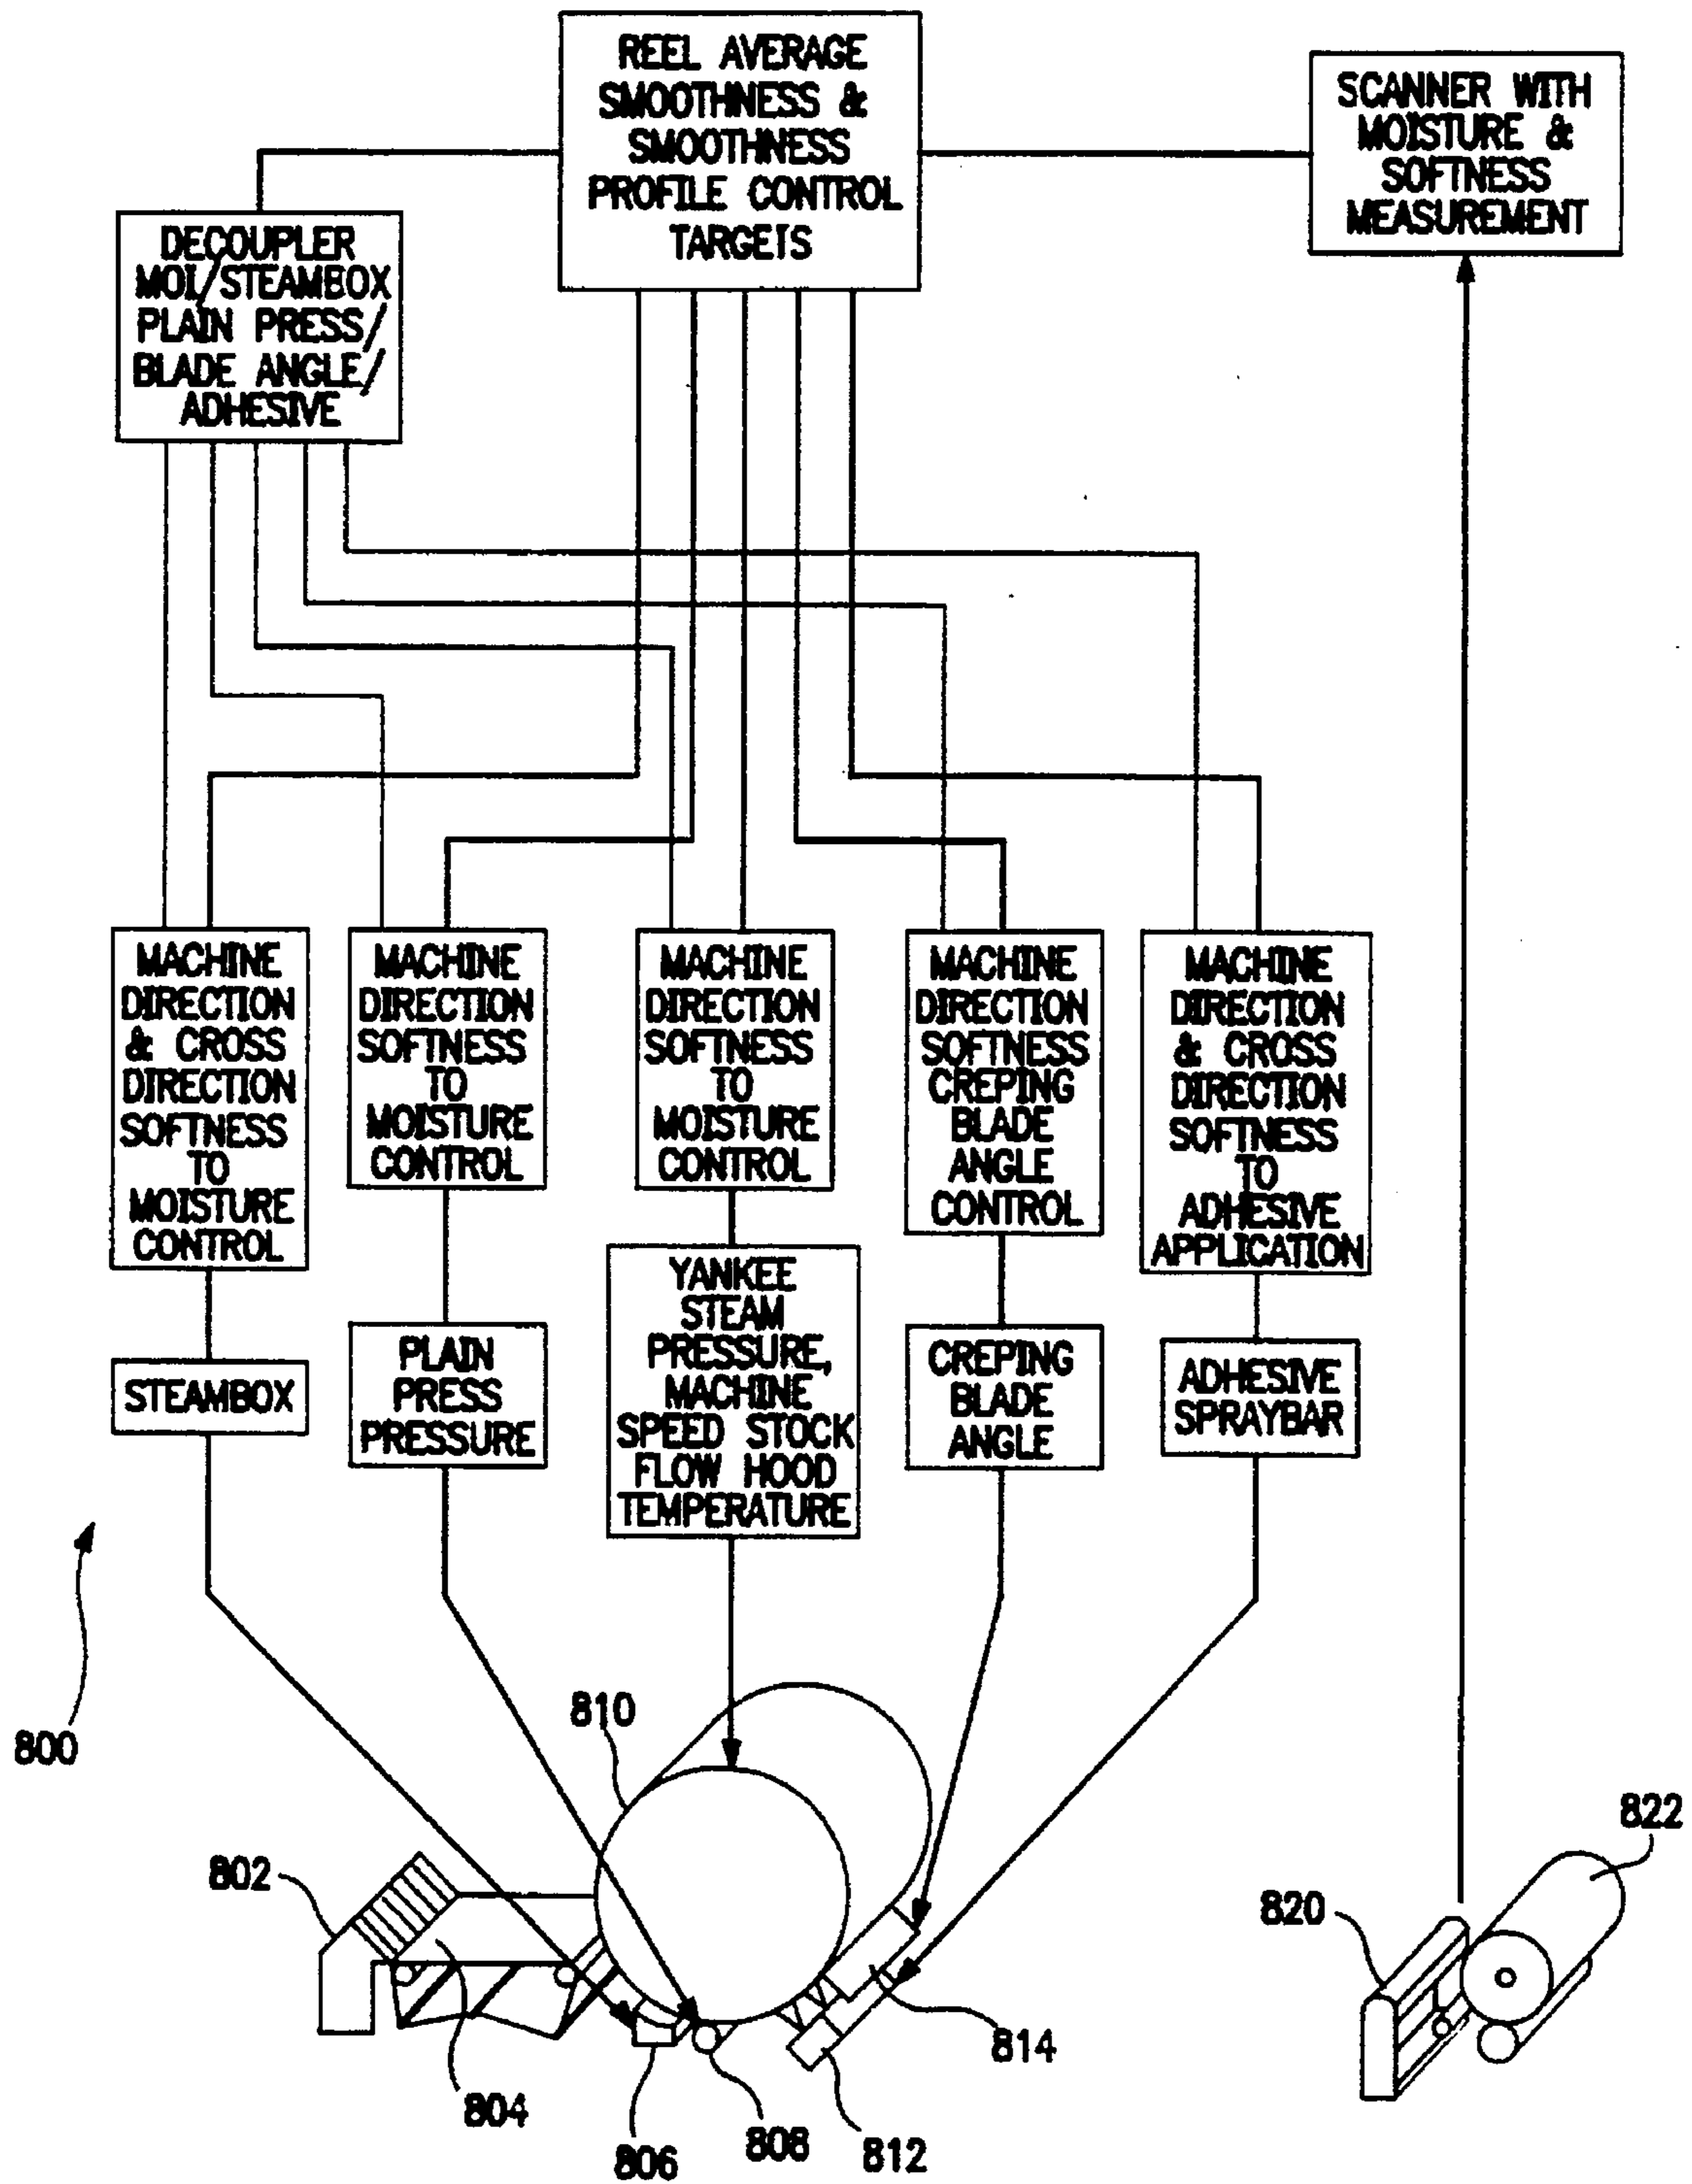 REEL AVERAGE
SMOOTHNESS &
SMOOTHNESS
PROFILE CONTROL
TARGETS
SCANNER WITH
MOISTURE &
SOFTNESS
MEASUREMENT
DECOUPLER
MOI/STEAMBOX
PLAIN PRESS/
BLADE ANGLE/
ADHESIVE
MACHINE
DIRECTION
& CROSS
DIRECTION
SOFTNESS
TO
MOISTURE
CONTROL
MACHINE
DIRECTION
SOFTNESS
TO
MOISTURE
CONTROL
MACHINE
DIRECTION
SOFTNESS
TO
MOISTURE
CONTROL
MACHINE
DIRECTION
SOFTNESS
CREPING
BLADE
ANGLE
CONTROL
MACHINE
DIRECTION
& CROSS
DIRECTION
SOFTNESS
TO
ADHESIVE
APPLICATION
STEAMBOX
PLAIN
PRESS
PRESSURE
YANKEE
STEAM
PRESSURE,
MACHINE
SPEED STOCK
FLOW HOOD
TEMPERATURE
CREPING
BLADE
ANGLE
ADHESIVE
SPRAYBAR
800
810
802
804
806
808
812
814
820
822